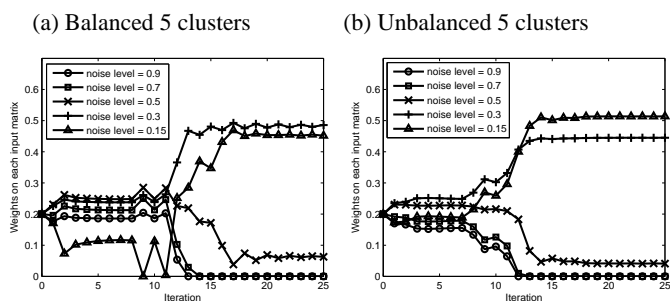 (a) Balanced 5 clusters
Weights on each input matrix
0.6
0.5
0.4
0.3
0.2
0.1
0
noise level = 0.9
noise level = 0.7
noise level = 0.5
noise level = 0.3
noise level = 0.15
0 5 10 15 20 25
Iteration
(b) Unbalanced 5 clusters
Weights on each input matrix
0.6
0.5
0.4
0.3
0.2
0.1
0
noise level = 0.9
noise level = 0.7
noise level = 0.5
noise level = 0.3
noise level = 0.15
0 5 10 15 20 25
Iteration